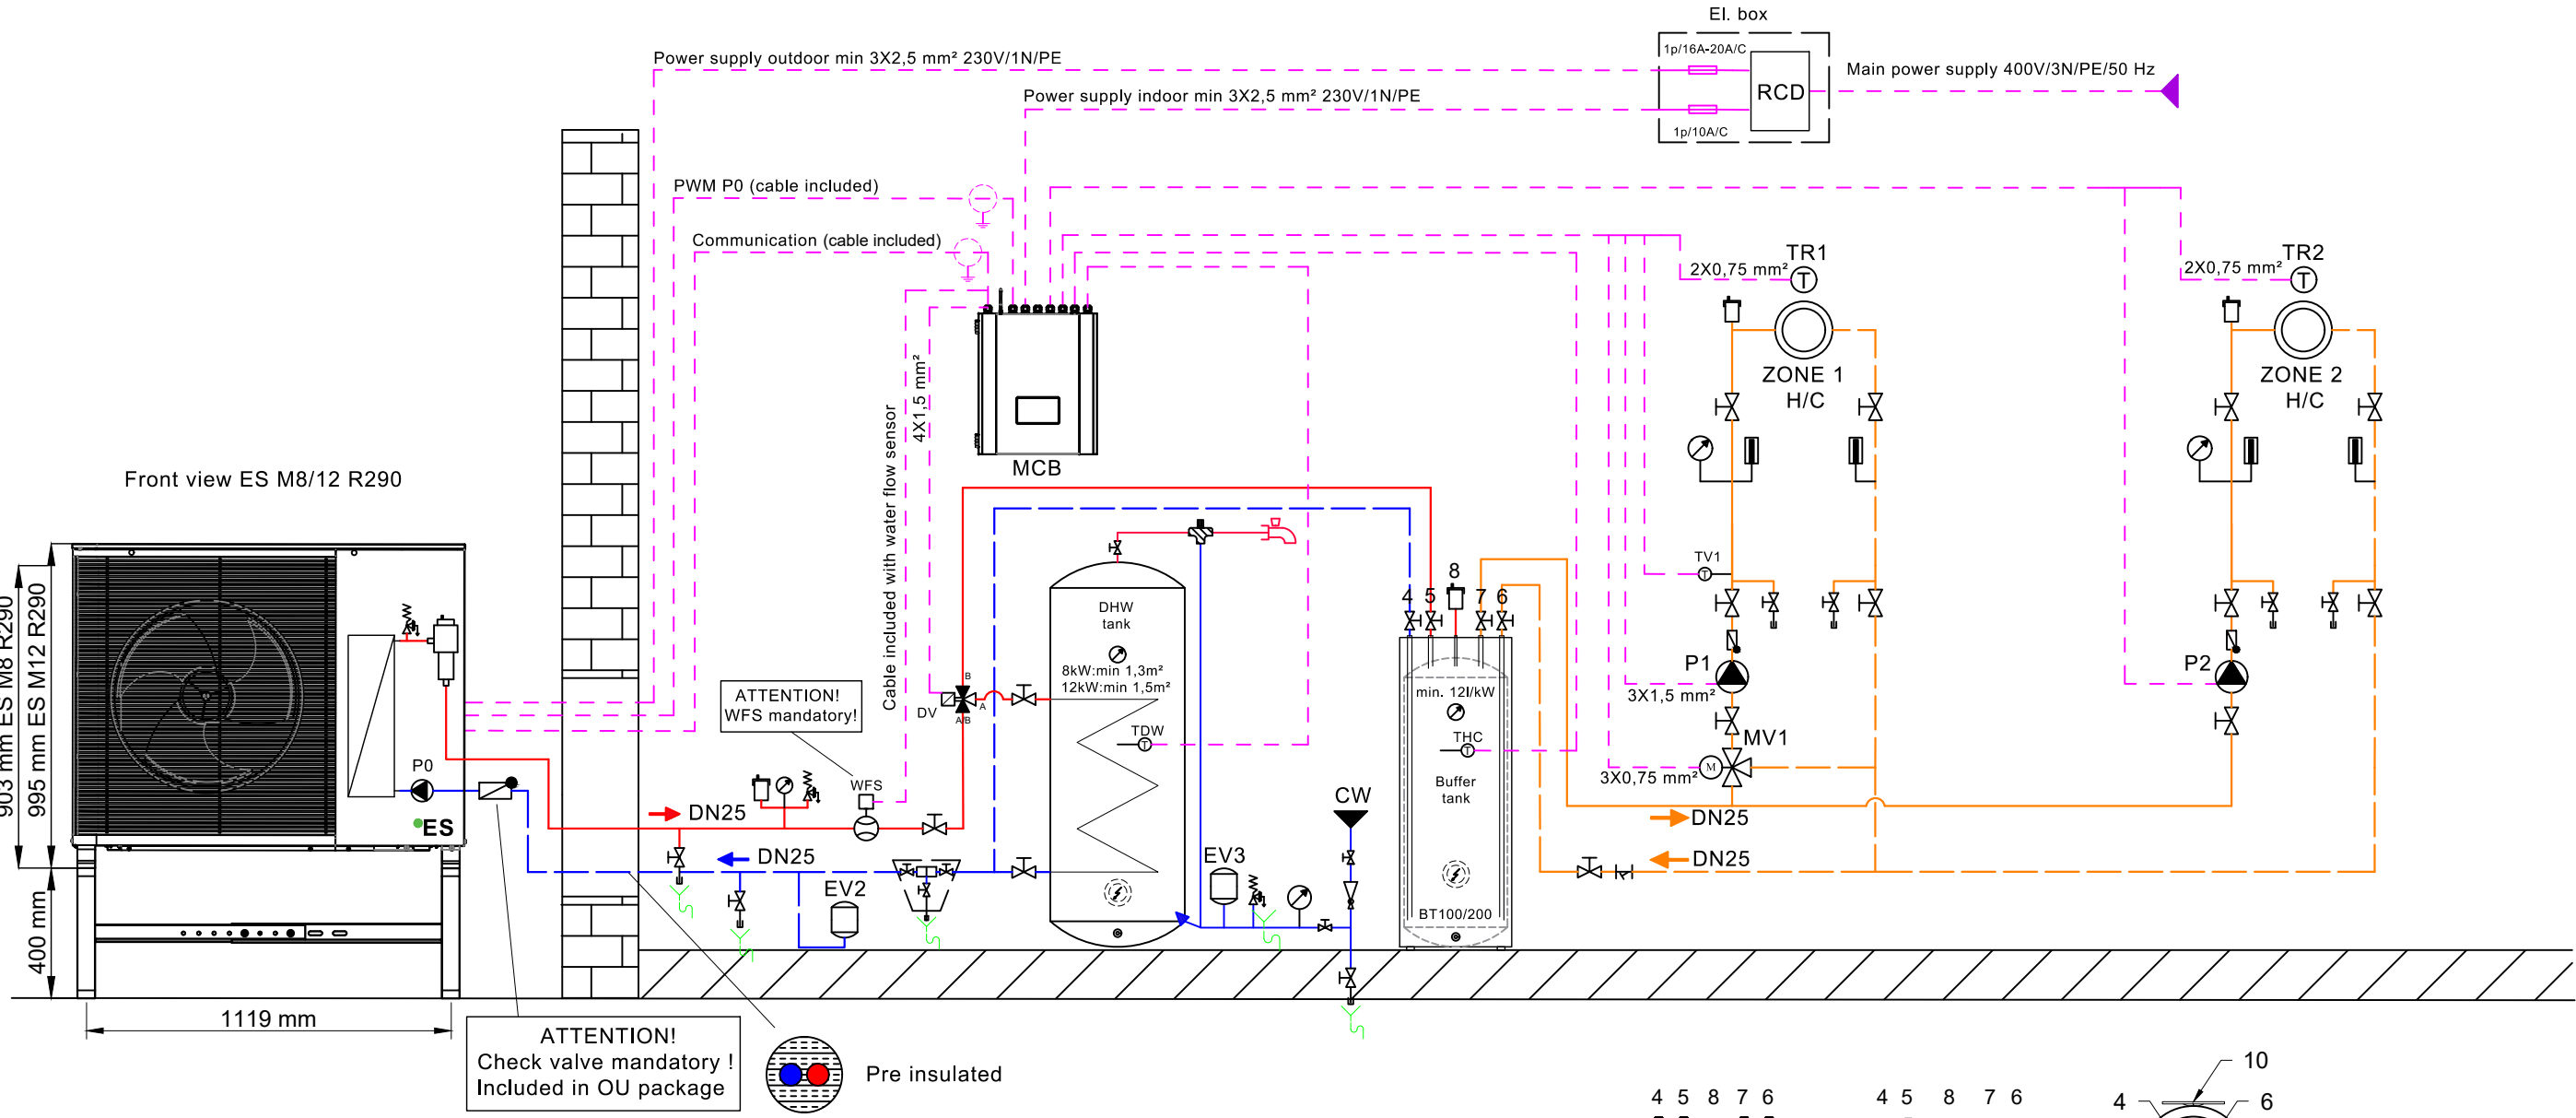 El. box
Power supply outdoor min 3X2,5 mm² 230V/1N/PE
1p/16A-20A/C
RCD
Main power supply 400V/3N/PE/50 Hz
Power supply indoor min 3X2,5 mm² 230V/1N/PE
1p/10A/C
PWM P0 (cable included)
Communication (cable included)
TR1
2X0,75 mm²
T
TR2
2X0,75 mm²
T
ZONE 1
H/C
ZONE 2
H/C
Cable included with water flow sensor
4X1,5 mm²
MCB
Front view ES M8/12 R290
903 mm ES M8 R290
995 mm ES M12 R290
400 mm
1119 mm
P0
ES
ATTENTION!
WFS mandatory!
WFS
DV
B
A
A/B
DHW
tank
8kW:min 1,3m²
12kW:min 1,5m²
TDW
T
4 5 8 7 6
min. 12l/kW
THC
T
Buffer
tank
BT100/200
TV1
T
P1
3X1,5 mm²
MV1
M
3X0,75 mm²
P2
DN25
DN25
DN25
DN25
EV2
EV3
CW
ATTENTION!
Check valve mandatory !
Included in OU package
Pre insulated
4 5 8 7 6
4 5 8 7 6
10
4 6